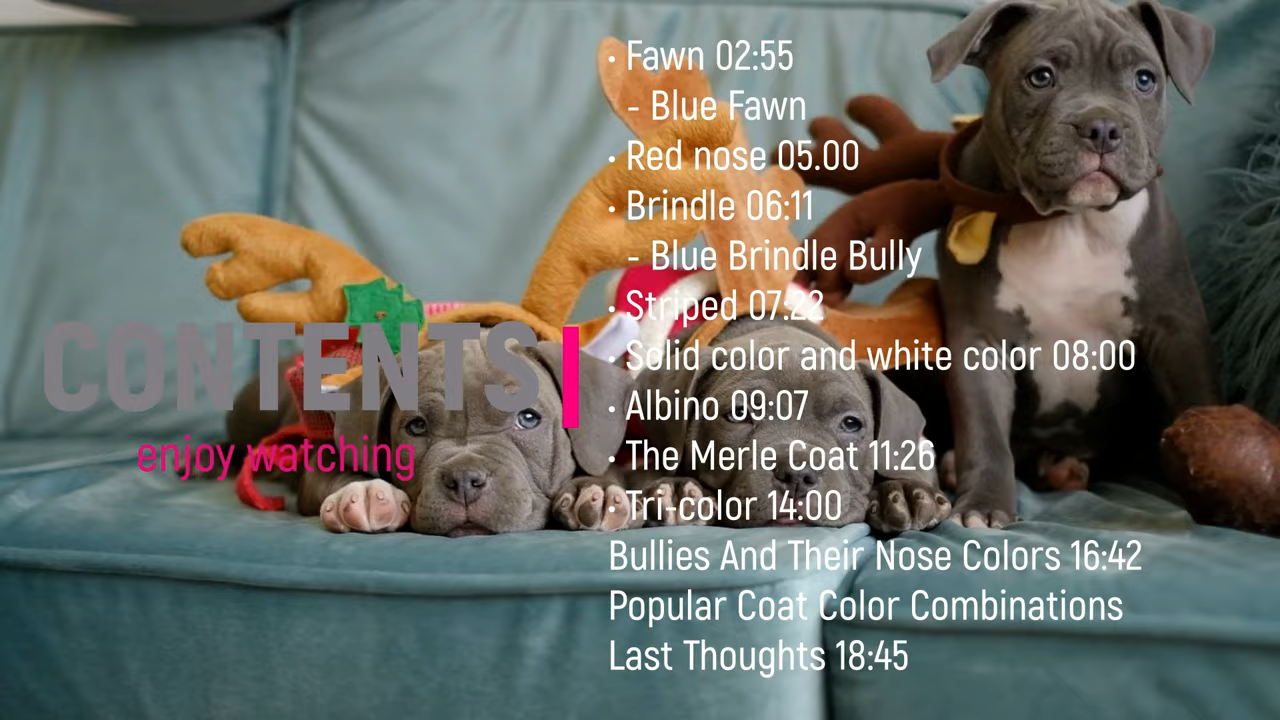 CONTENTS
enjoy watching
• Fawn 02:55
- Blue Fawn
• Red nose 05.00
• Brindle 06:11
- Blue Brindle Bully
• Striped 07:22
• Solid color and white color 08:00
• Albino 09:07
• The Merle Coat 11:26
• Tri-color 14:00
Bullies And Their Nose Colors 16:42
Popular Coat Color Combinations
Last Thoughts 18:45